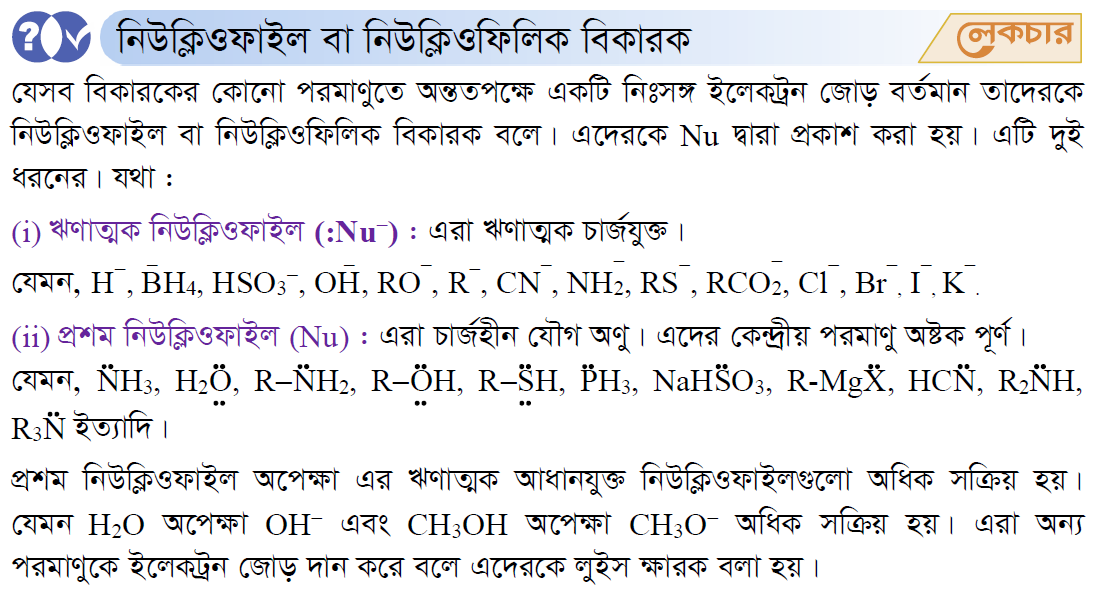 নিউক্লিওফাইল বা নিউক্লিওফিলিক বিকারক
লেকচার
যেসব বিকারকের কোনো পরমাণুতে অন্ততপক্ষে একটি নিঃসঙ্গ ইলেকট্রন জোড় বর্তমান তাদেরকে
নিউক্লিওফাইল বা নিউক্লিওফিলিক বিকারক বলে। এদেরকে Nu দ্বারা প্রকাশ করা হয়। এটি দুই
ধরনের। যথা :
(i) ঋণাত্মক নিউক্লিওফাইল (:Nu⁻) : এরা ঋণাত্মক চার্জযুক্ত।
যেমন, H⁻, B̄H₄, HSO₃⁻, OH̄, RO⁻, R⁻, CN⁻, NH₂⁻, RS⁻, RCO₂⁻, Cl⁻, Br⁻, I⁻, K⁻.
(ii) প্রশম নিউক্লিওফাইল (Nu) : এরা চার্জহীন যৌগ অণু। এদের কেন্দ্রীয় পরমাণু অষ্টক পূর্ণ।
যেমন, N̈H₃, H₂Ö̤, R–N̈H₂, R–Ö̤H, R–S̤̈H, P̈H₃, NaHS̈O₃, R-MgẌ, HCN̈, R₂N̈H,
R₃N̈ ইত্যাদি।
প্রশম নিউক্লিওফাইল অপেক্ষা এর ঋণাত্মক আধানযুক্ত নিউক্লিওফাইলগুলো অধিক সক্রিয় হয়।
যেমন H₂O অপেক্ষা OH⁻ এবং CH₃OH অপেক্ষা CH₃O⁻ অধিক সক্রিয় হয়। এরা অন্য
পরমাণুকে ইলেকট্রন জোড় দান করে বলে এদেরকে লুইস ক্ষারক বলা হয়।